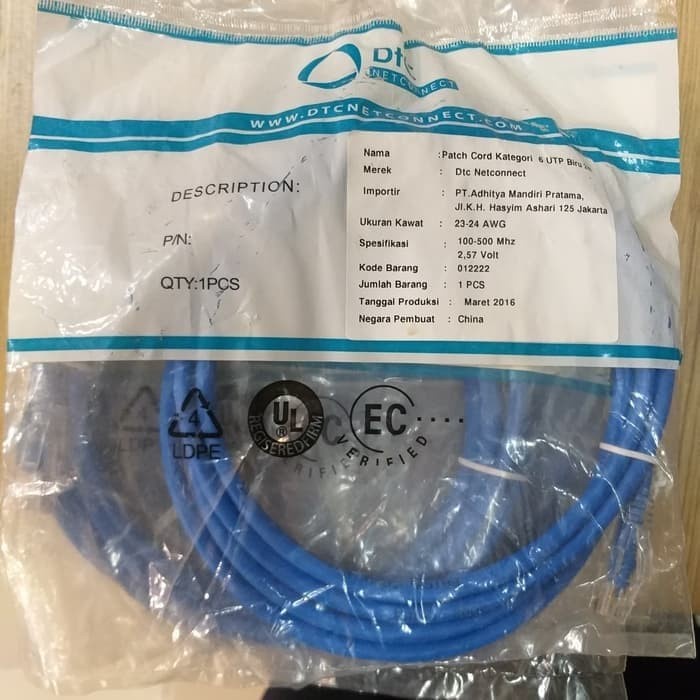 Dtc
NETCONNECT
WWW.DTCNETCONNECT.COM
DESCRIPTION:
P/N:
QTY:1PCS
Nama : Patch Cord Kategori 6 UTP Biru
Merek : Dtc Netconnect
Importir : PT.Adhitya Mandiri Pratama,
Jl.K.H. Hasyim Ashari 125 Jakarta
Ukuran Kawat : 23-24 AWG
Spesifikasi : 100-500 Mhz
2,57 Volt
Kode Barang : 012222
Jumlah Barang : 1 PCS
Tanggal Produksi : Maret 2016
Negara Pembuat : China
4
LDPE
UL
®
REGISEREDFIRM
EC
VERIFIED